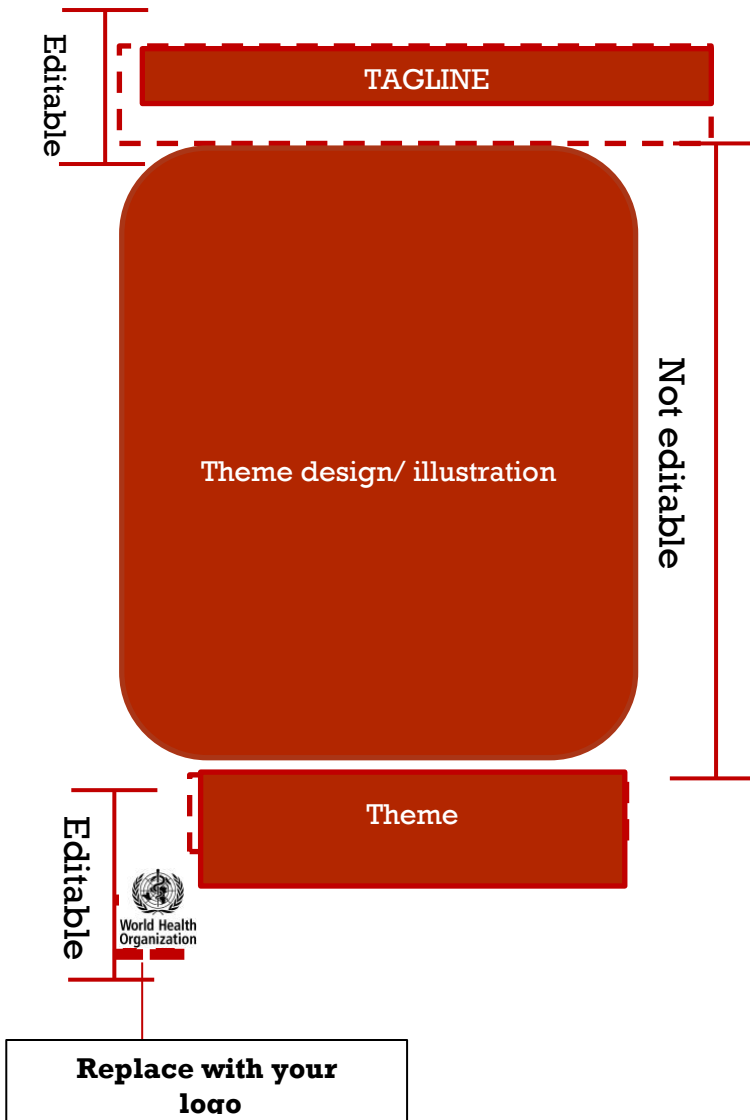 Editable
TAGLINE
Theme design/ illustration
Not editable
Theme
Editable
World Health
Organization
Replace with your
logo